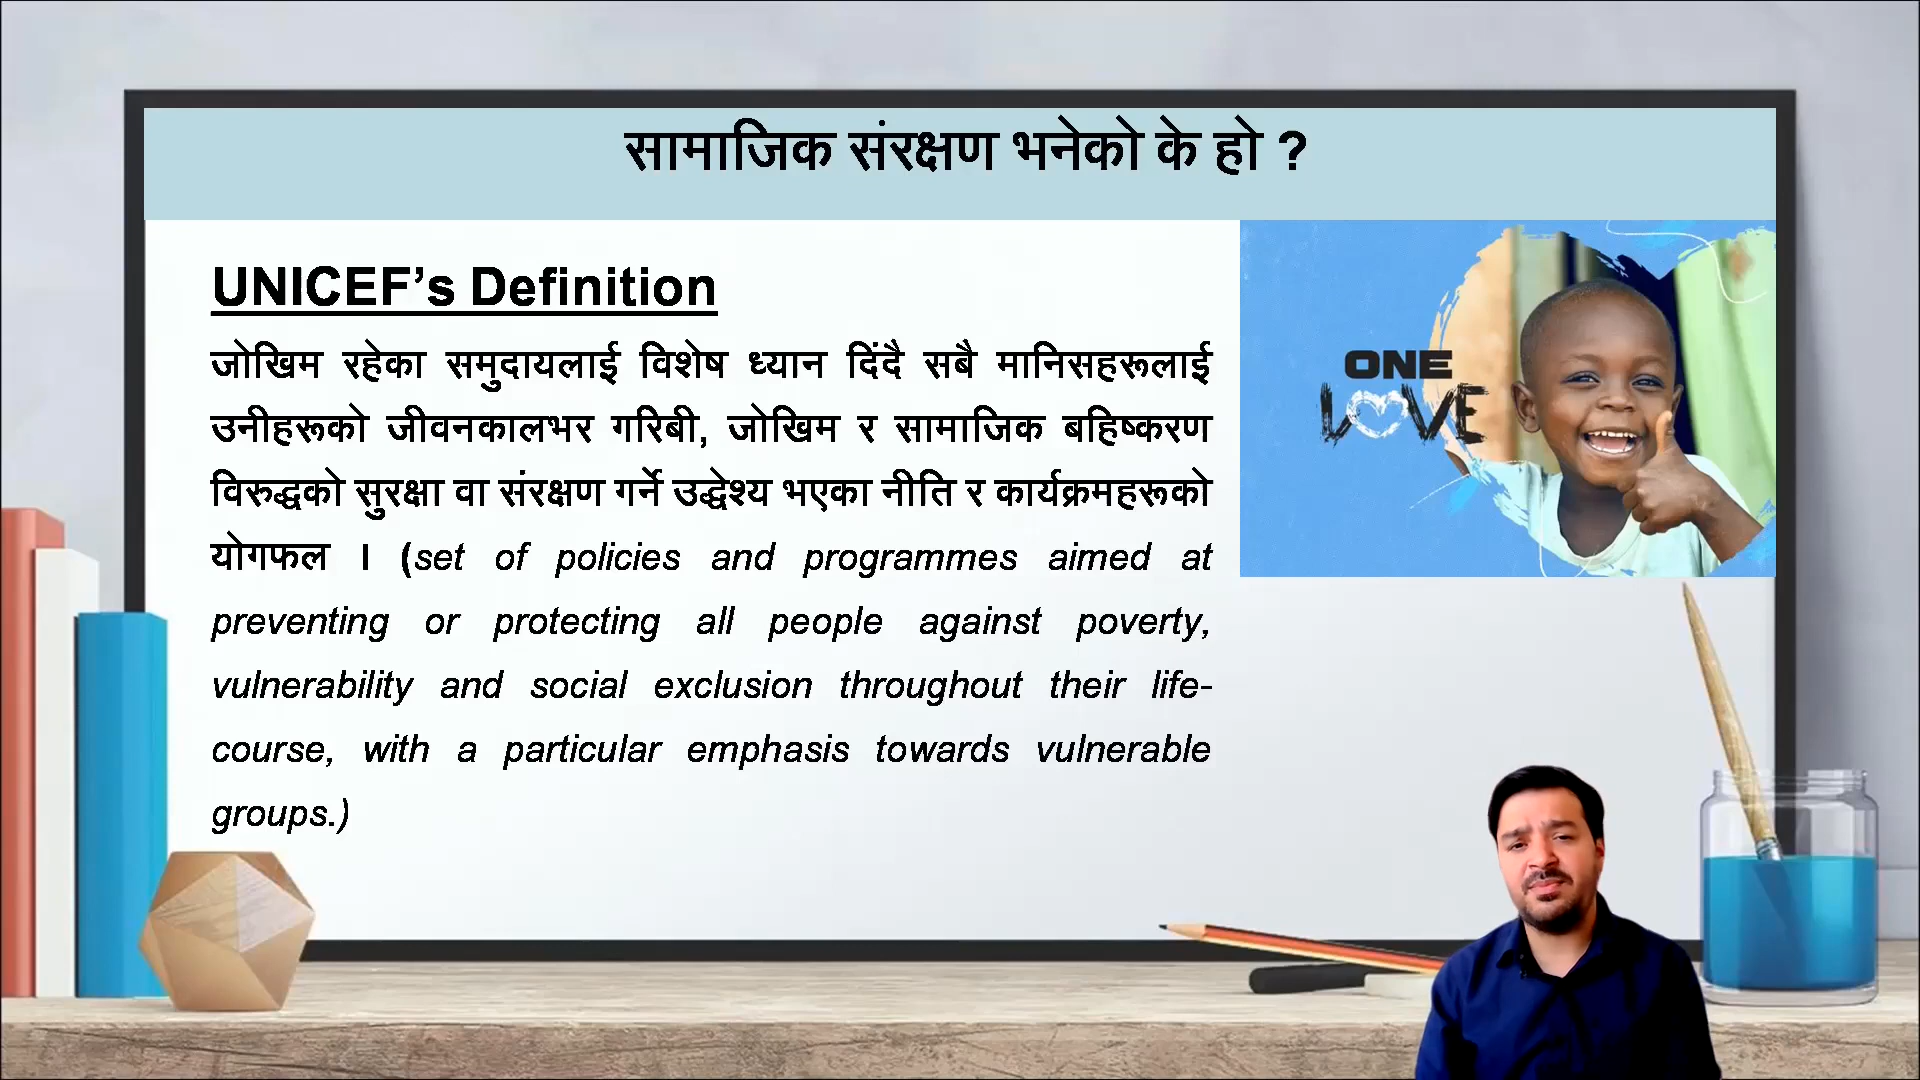 सामाजिक संरक्षण भनेको के हो ?
UNICEF’s Definition
जोखिम रहेका समुदायलाई विशेष ध्यान दिंदै सबै मानिसहरूलाई
उनीहरूको जीवनकालभर गरिबी, जोखिम र सामाजिक बहिष्करण
विरुद्धको सुरक्षा वा संरक्षण गर्ने उद्धेश्य भएका नीति र कार्यक्रमहरूको
योगफल । (set of policies and programmes aimed at
preventing or protecting all people against poverty,
vulnerability and social exclusion throughout their life-
course, with a particular emphasis towards vulnerable
groups.)
ONE
LOVE